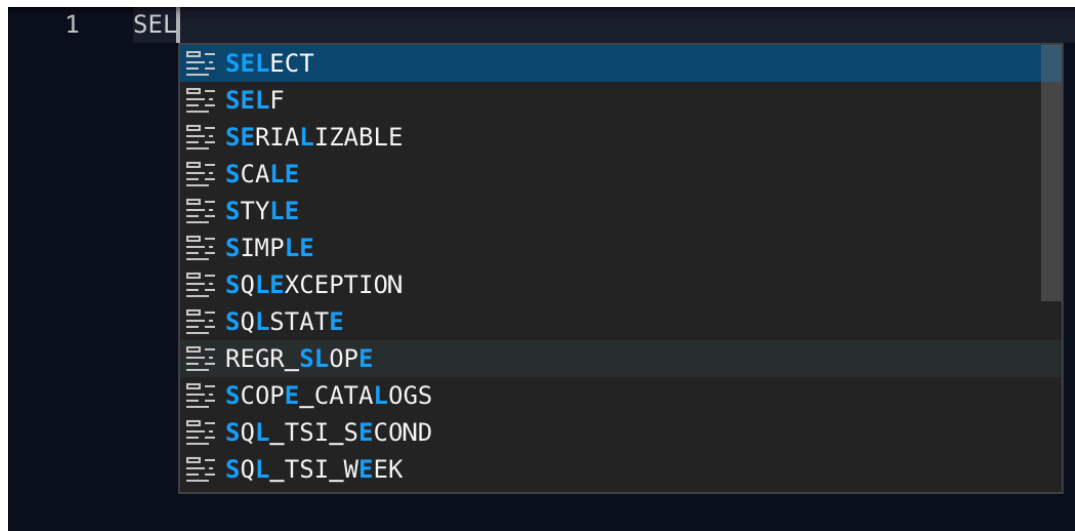 1 SEL
SELECT
SELF
SERIALIZABLE
SCALE
STYLE
SIMPLE
SQLEXCEPTION
SQLSTATE
REGR_SLOPE
SCOPE_CATALOGS
SQL_TSI_SECOND
SQL_TSI_WEEK